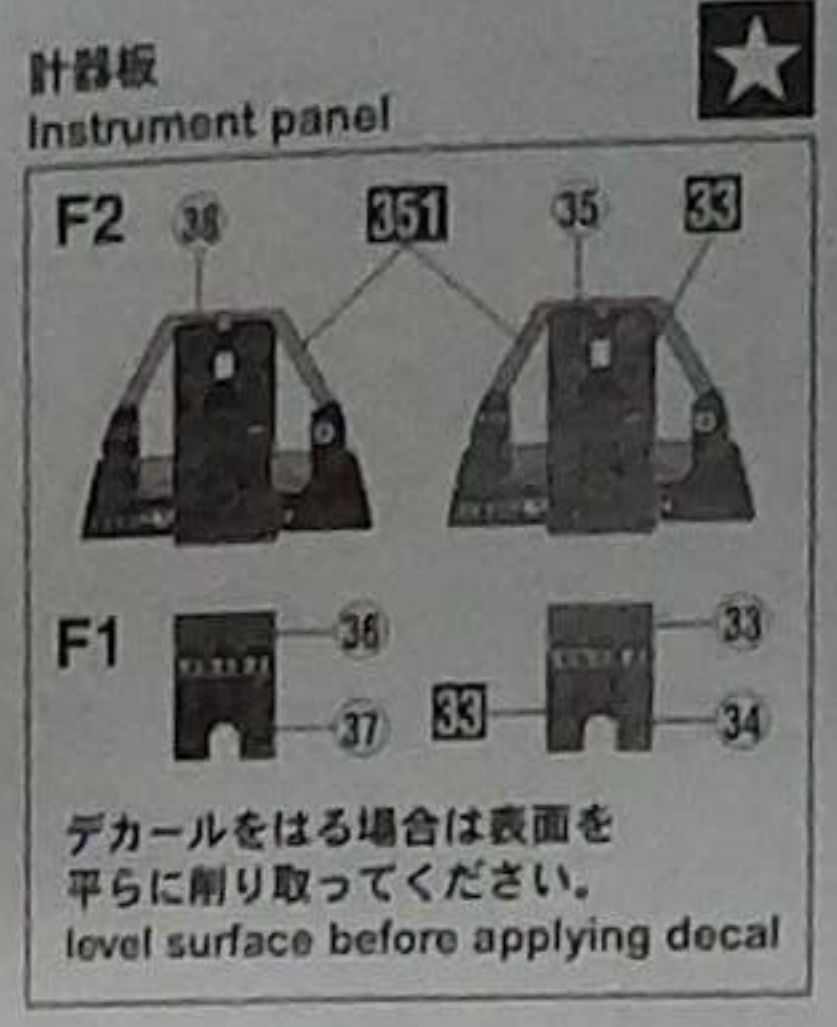 計器板
Instrument panel
F2 38 351 35 33
F1 36 33
37 33 34
デカールをはる場合は表面を
平らに削り取ってください。
level surface before applying decal